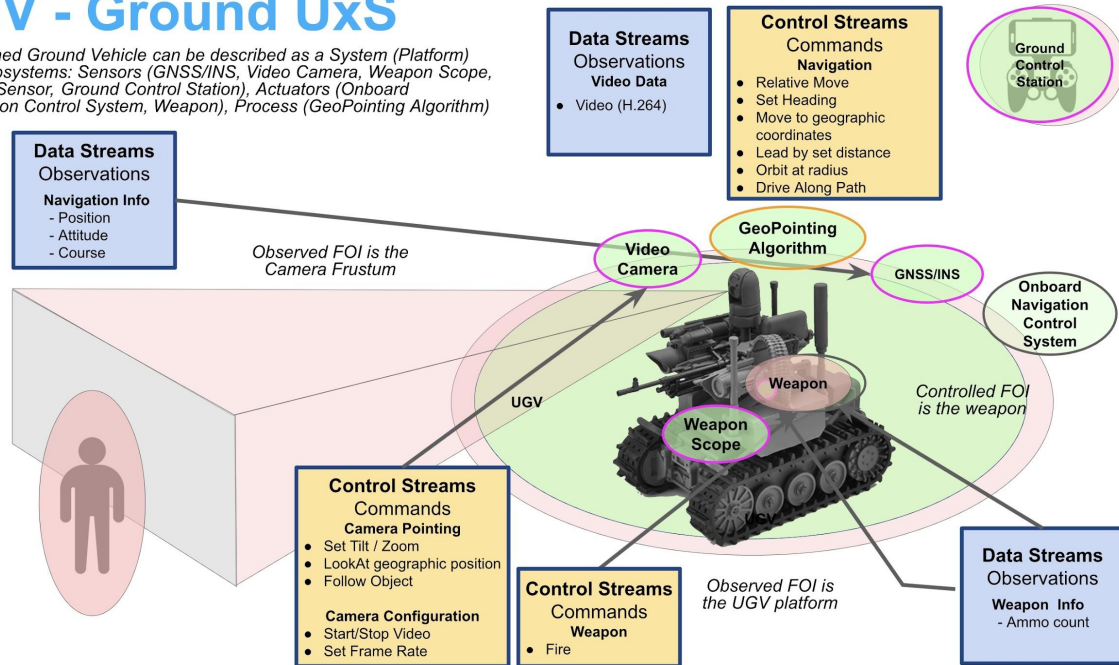 V - Ground UxS
ned Ground Vehicle can be described as a System (Platform)
osystems: Sensors (GNSS/INS, Video Camera, Weapon Scope,
Sensor, Ground Control Station), Actuators (Onboard
on Control System, Weapon), Process (GeoPointing Algorithm)
Data Streams
Observations
Video Data
● Video (H.264)
Control Streams
Commands
Navigation
● Relative Move
● Set Heading
● Move to geographic
coordinates
● Lead by set distance
● Orbit at radius
● Drive Along Path
Ground
Control
Station
Data Streams
Observations
Navigation Info
- Position
- Attitude
- Course
Observed FOI is the
Camera Frustum
Video
Camera
GeoPointing
Algorithm
GNSS/INS
Onboard
Navigation
Control
System
UGV
Weapon
Weapon
Scope
Controlled FOI
is the weapon
UGV
Control Streams
Commands
Camera Pointing
● Set Tilt / Zoom
● LookAt geographic position
● Follow Object
Camera Configuration
● Start/Stop Video
● Set Frame Rate
Control Streams
Commands
Weapon
● Fire
Observed FOI is
the UGV platform
Data Streams
Observations
Weapon Info
- Ammo count